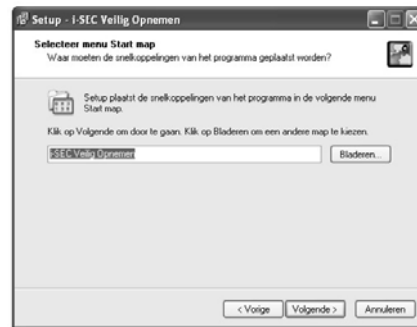 Setup - i-SEC Veilig Opnemen
Selecteer menu Start map
Waar moeten de snelkoppelingen van het programma geplaatst worden?
Setup plaatst de snelkoppelingen van het programma in de volgende menu
Start map.
Klik op Volgende om door te gaan. Klik op Bladeren om een andere map te kiezen.
i-SEC Veilig Opnemen
Bladeren...
< Vorige
Volgende >
Annuleren